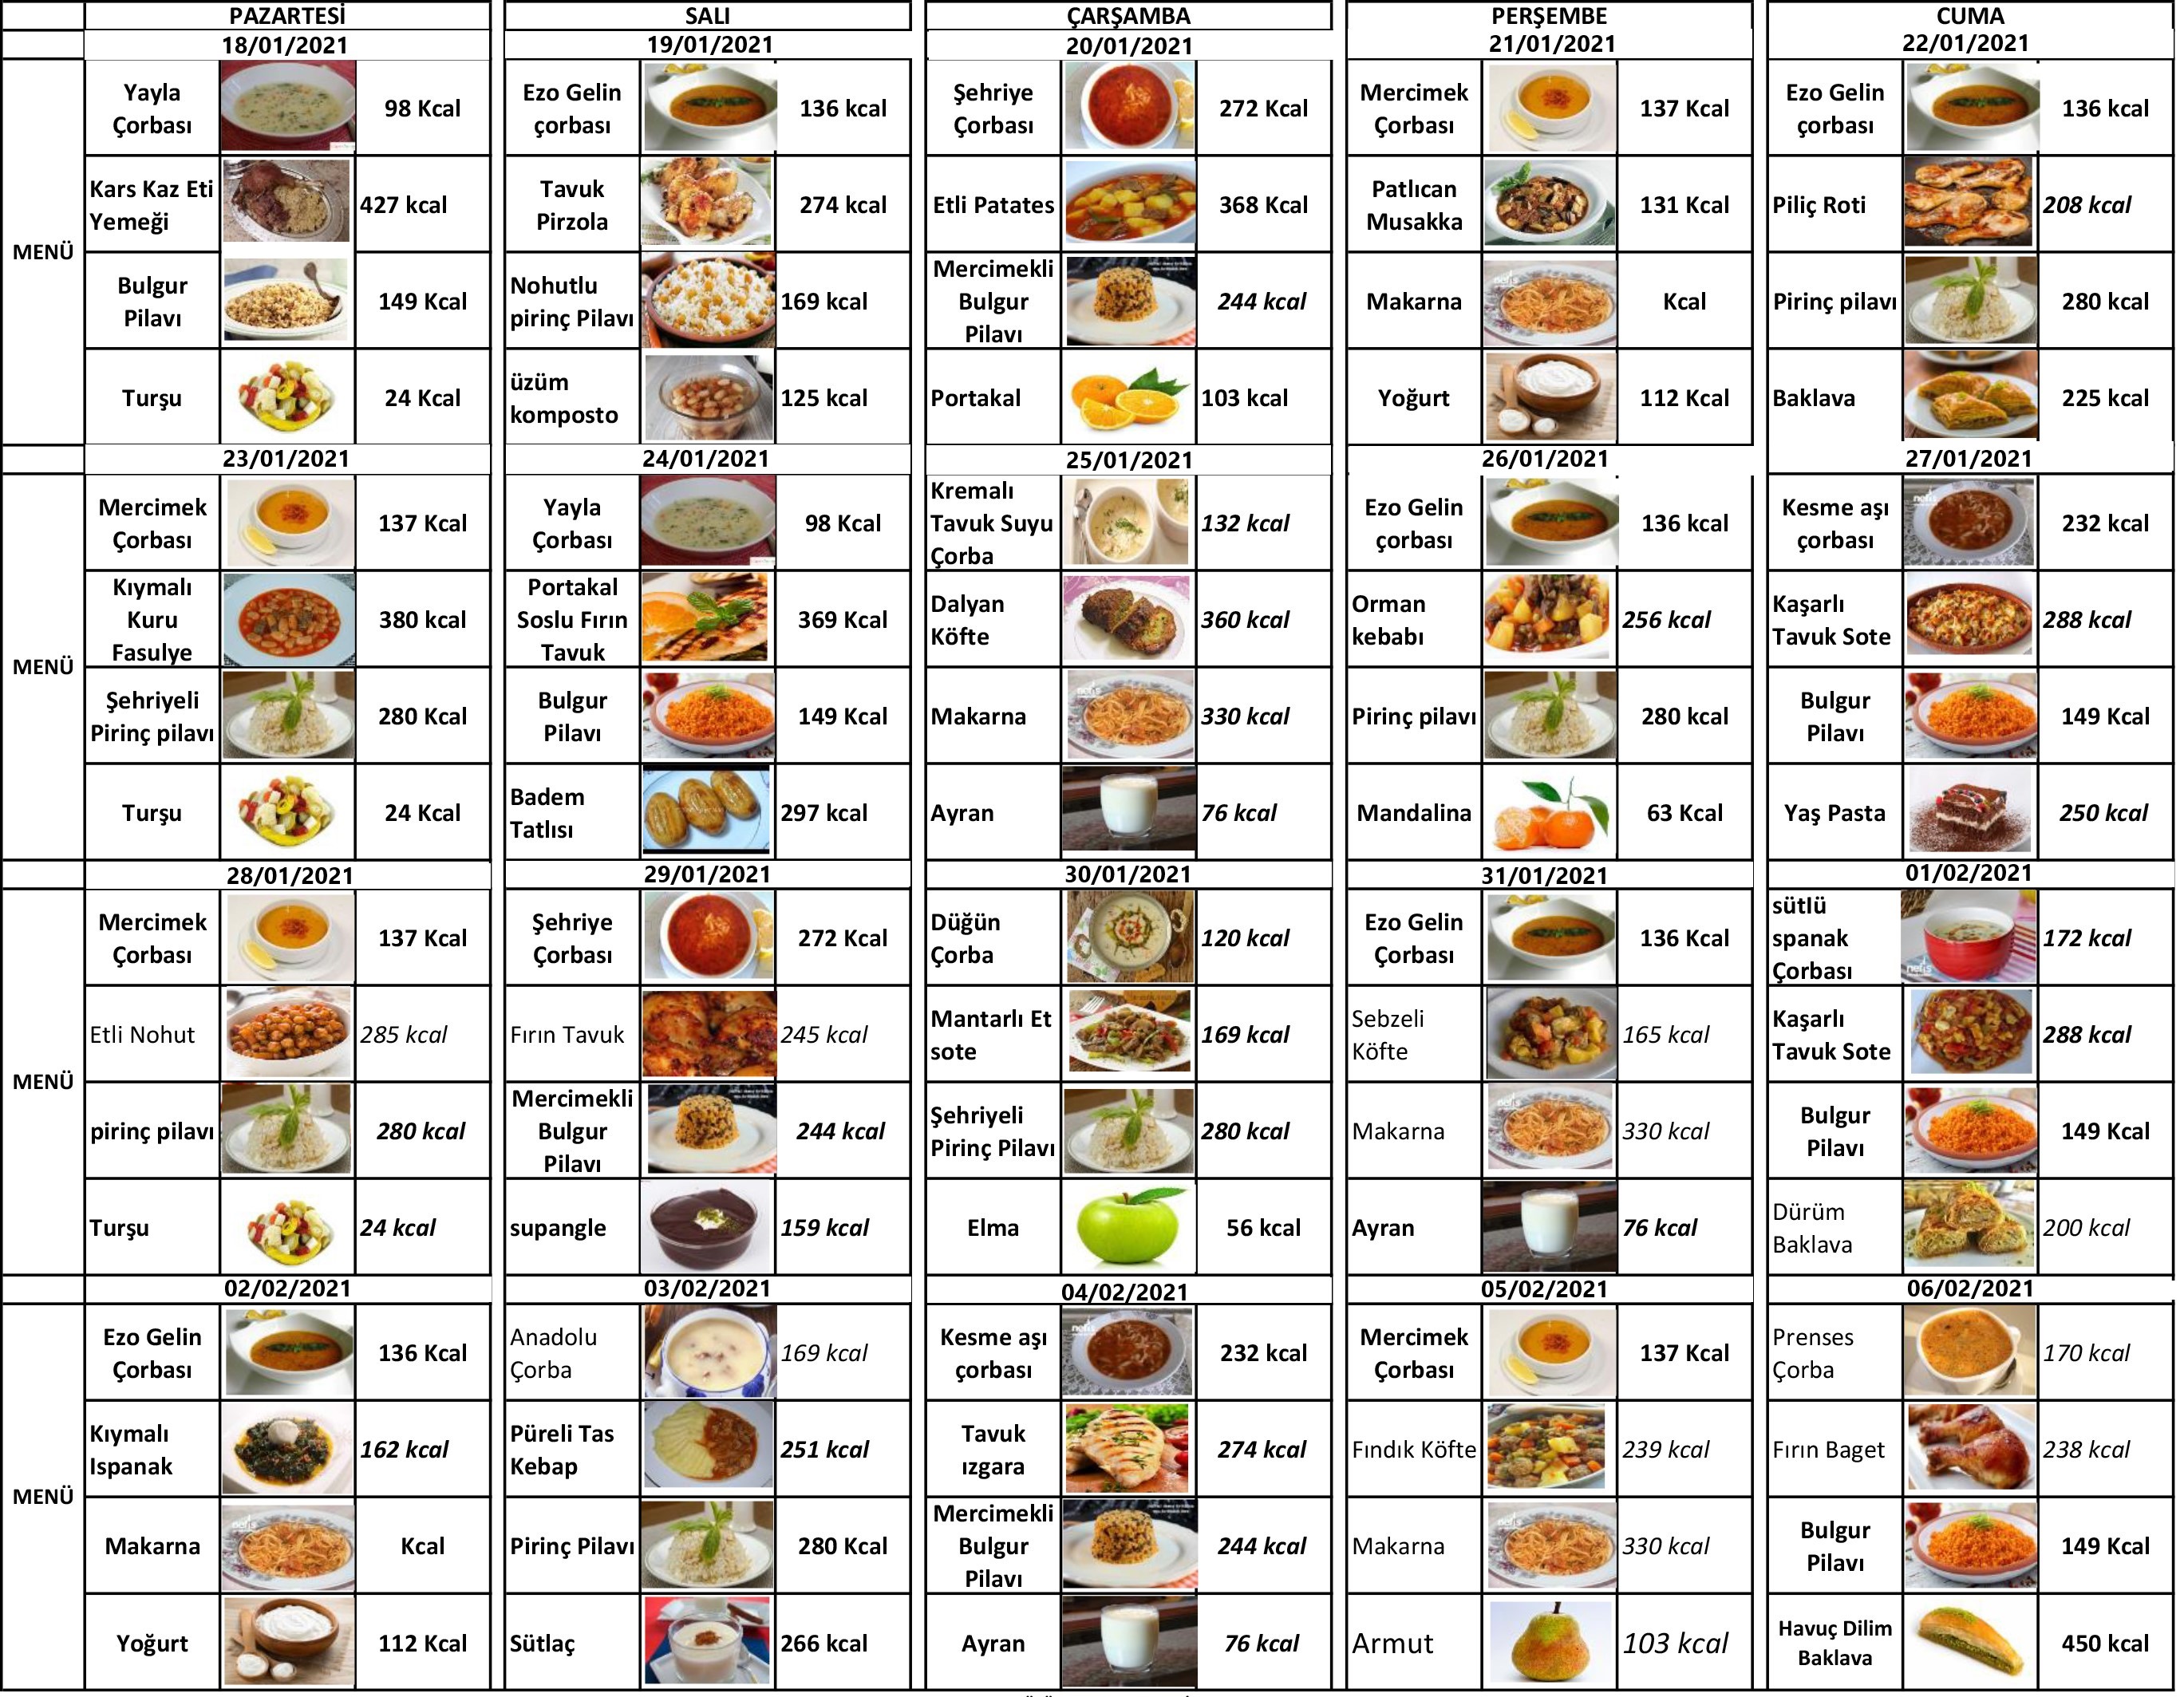 PAZARTESİ SALI ÇARŞAMBA PERŞEMBE CUMA
18/01/2021 19/01/2021 20/01/2021 21/01/2021 22/01/2021
MENÜ
Yayla
Çorbası
98 Kcal
Ezo Gelin
çorbası
136 kcal
Şehriye
Çorbası
272 Kcal
Mercimek
Çorbası
137 Kcal
Ezo Gelin
çorbası
136 kcal
Kars Kaz Eti
Yemeği
427 kcal
Tavuk
Pirzola
274 kcal
Etli Patates
368 Kcal
Patlıcan
Musakka
131 Kcal
Piliç Roti
208 kcal
Bulgur
Pilavı
149 Kcal
Nohutlu
pirinç Pilavı
169 kcal
Mercimekli
Bulgur
Pilavı
244 kcal
Makarna
Kcal
Pirinç pilavı
280 kcal
Turşu
24 Kcal
üzüm
komposto
125 kcal
Portakal
103 kcal
Yoğurt
112 Kcal
Baklava
225 kcal
23/01/2021 24/01/2021 25/01/2021 26/01/2021 27/01/2021
MENÜ
Mercimek
Çorbası
137 Kcal
Yayla
Çorbası
98 Kcal
Kremalı
Tavuk Suyu
Çorba
132 kcal
Ezo Gelin
çorbası
136 kcal
Kesme aşı
çorbası
232 kcal
Kıymalı
Kuru
Fasulye
380 kcal
Portakal
Soslu Fırın
Tavuk
369 Kcal
Dalyan
Köfte
360 kcal
Orman
kebabı
256 kcal
Kaşarlı
Tavuk Sote
288 kcal
Şehriyeli
Pirinç pilavı
280 Kcal
Bulgur
Pilavı
149 Kcal
Makarna
330 kcal
Pirinç pilavı
280 kcal
Bulgur
Pilavı
149 Kcal
Turşu
24 Kcal
Badem
Tatlısı
297 kcal
Ayran
76 kcal
Mandalina
63 Kcal
Yaş Pasta
250 kcal
28/01/2021 29/01/2021 30/01/2021 31/01/2021 01/02/2021
MENÜ
Mercimek
Çorbası
137 Kcal
Şehriye
Çorbası
272 Kcal
Düğün
Çorba
120 kcal
Ezo Gelin
Çorbası
136 Kcal
sütlü
spanak
Çorbası
172 kcal
Etli Nohut
285 kcal
Fırın Tavuk
245 kcal
Mantarlı Et
sote
169 kcal
Sebzeli
Köfte
165 kcal
Kaşarlı
Tavuk Sote
288 kcal
pirinç pilavı
280 kcal
Mercimekli
Bulgur
Pilavı
244 kcal
Şehriyeli
Pirinç Pilavı
280 kcal
Makarna
330 kcal
Bulgur
Pilavı
149 Kcal
Turşu
24 kcal
supangle
159 kcal
Elma
56 kcal
Ayran
76 kcal
Dürüm
Baklava
200 kcal
02/02/2021 03/02/2021 04/02/2021 05/02/2021 06/02/2021
MENÜ
Ezo Gelin
Çorbası
136 Kcal
Anadolu
Çorba
169 kcal
Kesme aşı
çorbası
232 kcal
Mercimek
Çorbası
137 Kcal
Prenses
Çorba
170 kcal
Kıymalı
Ispanak
162 kcal
Püreli Tas
Kebap
251 kcal
Tavuk
ızgara
274 kcal
Fındık Köfte
239 kcal
Fırın Baget
238 kcal
Makarna
Kcal
Pirinç Pilavı
280 Kcal
Mercimekli
Bulgur
Pilavı
244 kcal
Makarna
330 kcal
Bulgur
Pilavı
149 Kcal
Yoğurt
112 Kcal
Sütlaç
266 kcal
Ayran
76 kcal
Armut
103 kcal
Havuç Dilim
Baklava
450 kcal